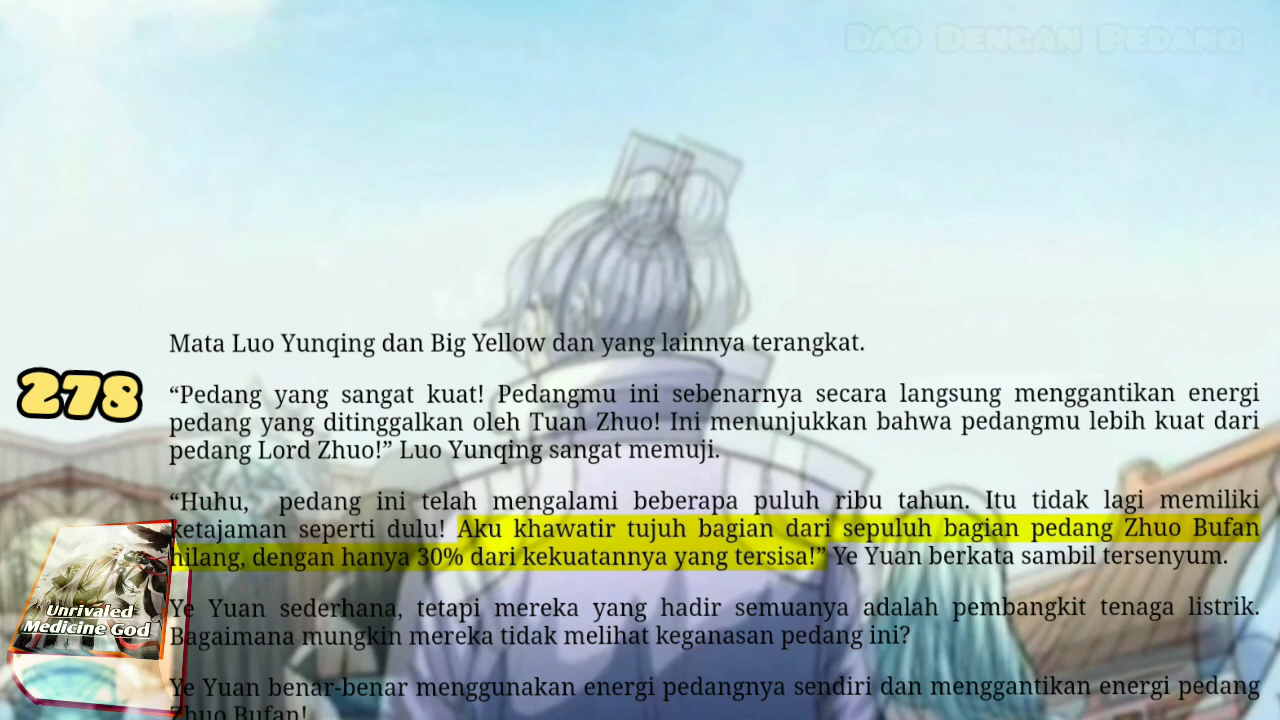 Dao Dengan Pedang
Mata Luo Yunqing dan Big Yellow dan yang lainnya terangkat.
278
“Pedang yang sangat kuat! Pedangmu ini sebenarnya secara langsung menggantikan energi
pedang yang ditinggalkan oleh Tuan Zhuo! Ini menunjukkan bahwa pedangmu lebih kuat dari
pedang Lord Zhuo!” Luo Yunqing sangat memuji.
“Huhu, pedang ini telah mengalami beberapa puluh ribu tahun. Itu tidak lagi memiliki
ketajaman seperti dulu! Aku khawatir tujuh bagian dari sepuluh bagian pedang Zhuo Bufan
hilang, dengan hanya 30% dari kekuatannya yang tersisa!” Ye Yuan berkata sambil tersenyum.
Unrivaled
Medicine God
Ye Yuan sederhana, tetapi mereka yang hadir semuanya adalah pembangkit tenaga listrik.
Bagaimana mungkin mereka tidak melihat keganasan pedang ini?
Ye Yuan benar-benar menggunakan energi pedangnya sendiri dan menggantikan energi pedang
Zhuo Bufan!